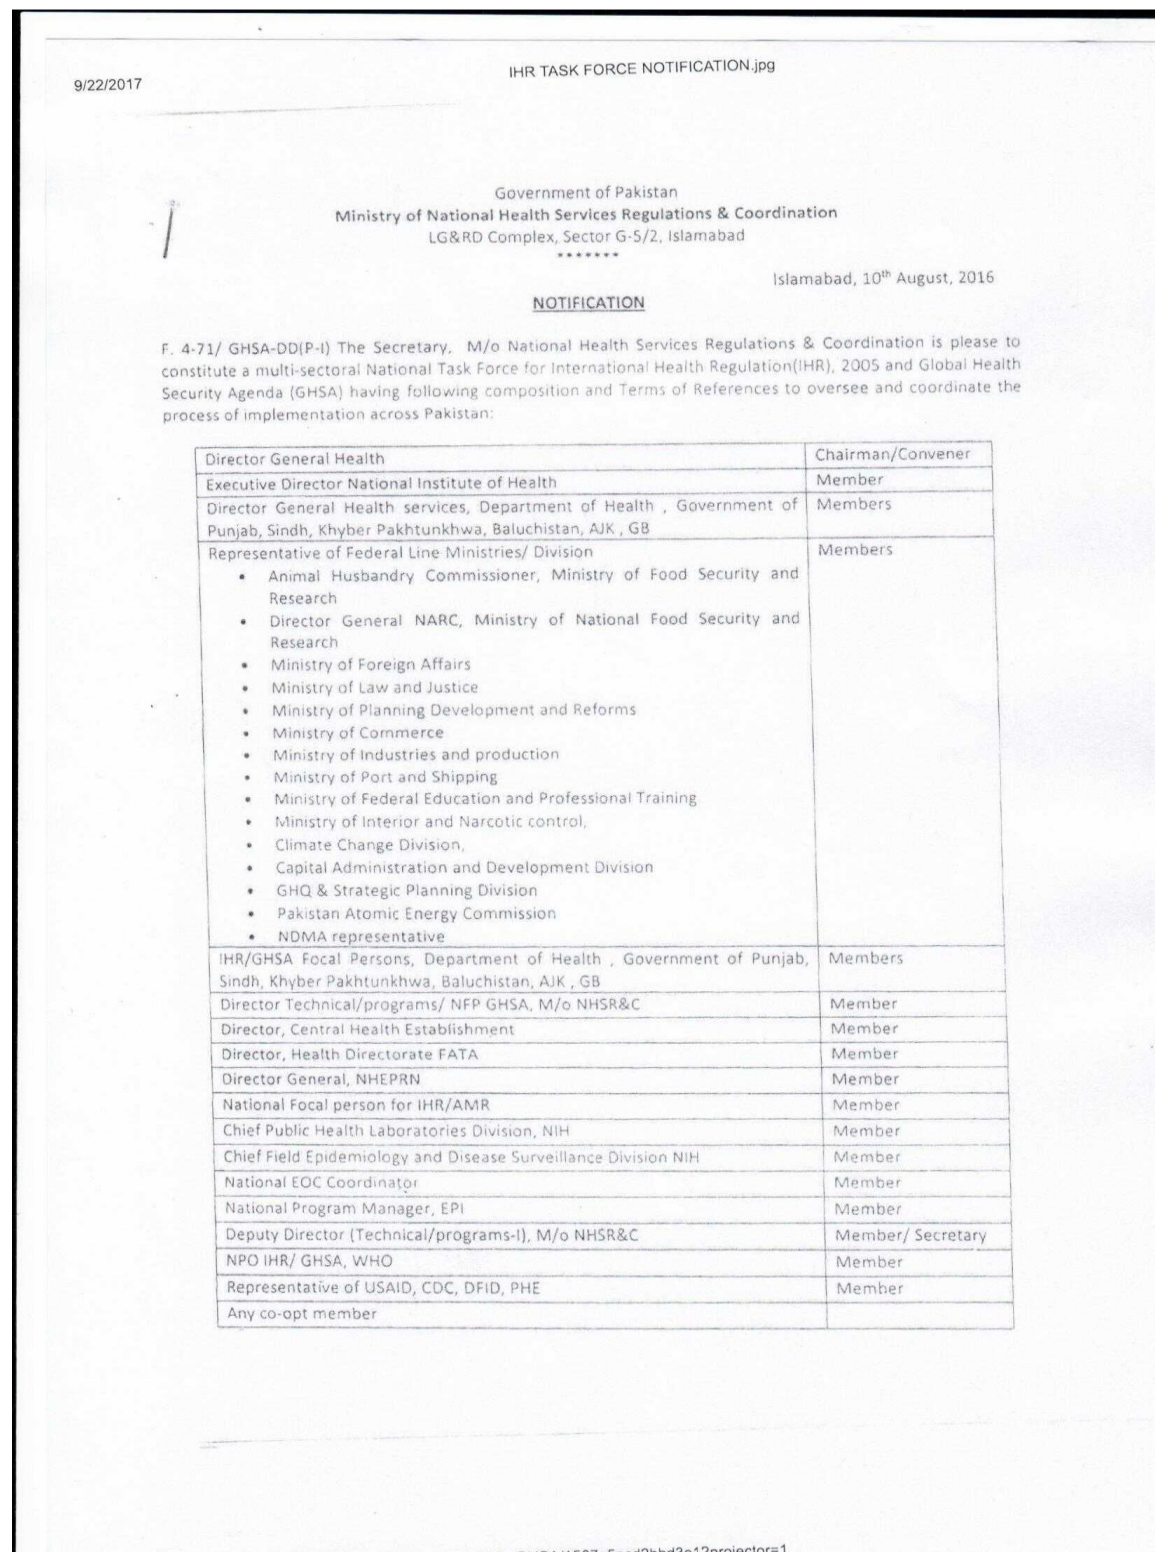 9/22/2017
IHR TASK FORCE NOTIFICATION.jpg
Government of Pakistan
Ministry of National Health Services Regulations & Coordination
LG&RD Complex, Sector G-5/2, Islamabad
*******
Islamabad, 10th August, 2016
NOTIFICATION
F. 4-71/ GHSA-DD(P-I) The Secretary, M/o National Health Services Regulations & Coordination is please to
constitute a multi-sectoral National Task Force for International Health Regulation(IHR), 2005 and Global Health
Security Agenda (GHSA) having following composition and Terms of References to oversee and coordinate the
process of implementation across Pakistan:
Director General Health Chairman/Convener
Executive Director National Institute of Health Member
Director General Health services, Department of Health , Government of Members
Punjab, Sindh, Khyber Pakhtunkhwa, Baluchistan, AJK , GB
Representative of Federal Line Ministries/ Division Members
• Animal Husbandry Commissioner, Ministry of Food Security and
Research
• Director General NARC, Ministry of National Food Security and
Research
• Ministry of Foreign Affairs
• Ministry of Law and Justice
• Ministry of Planning Development and Reforms
• Ministry of Commerce
• Ministry of Industries and production
• Ministry of Port and Shipping
• Ministry of Federal Education and Professional Training
• Ministry of Interior and Narcotic control,
• Climate Change Division,
• Capital Administration and Development Division
• GHQ & Strategic Planning Division
• Pakistan Atomic Energy Commission
• NDMA representative
IHR/GHSA Focal Persons, Department of Health , Government of Punjab, Members
Sindh, Khyber Pakhtunkhwa, Baluchistan, AJK , GB
Director Technical/programs/ NFP GHSA, M/o NHSR&C Member
Director, Central Health Establishment Member
Director, Health Directorate FATA Member
Director General, NHEPRN Member
National Focal person for IHR/AMR Member
Chief Public Health Laboratories Division, NIH Member
Chief Field Epidemiology and Disease Surveillance Division NIH Member
National EOC Coordinator Member
National Program Manager, EPI Member
Deputy Director (Technical/programs-I), M/o NHSR&C Member/ Secretary
NPO IHR/ GHSA, WHO Member
Representative of USAID, CDC, DFID, PHE Member
Any co-opt member